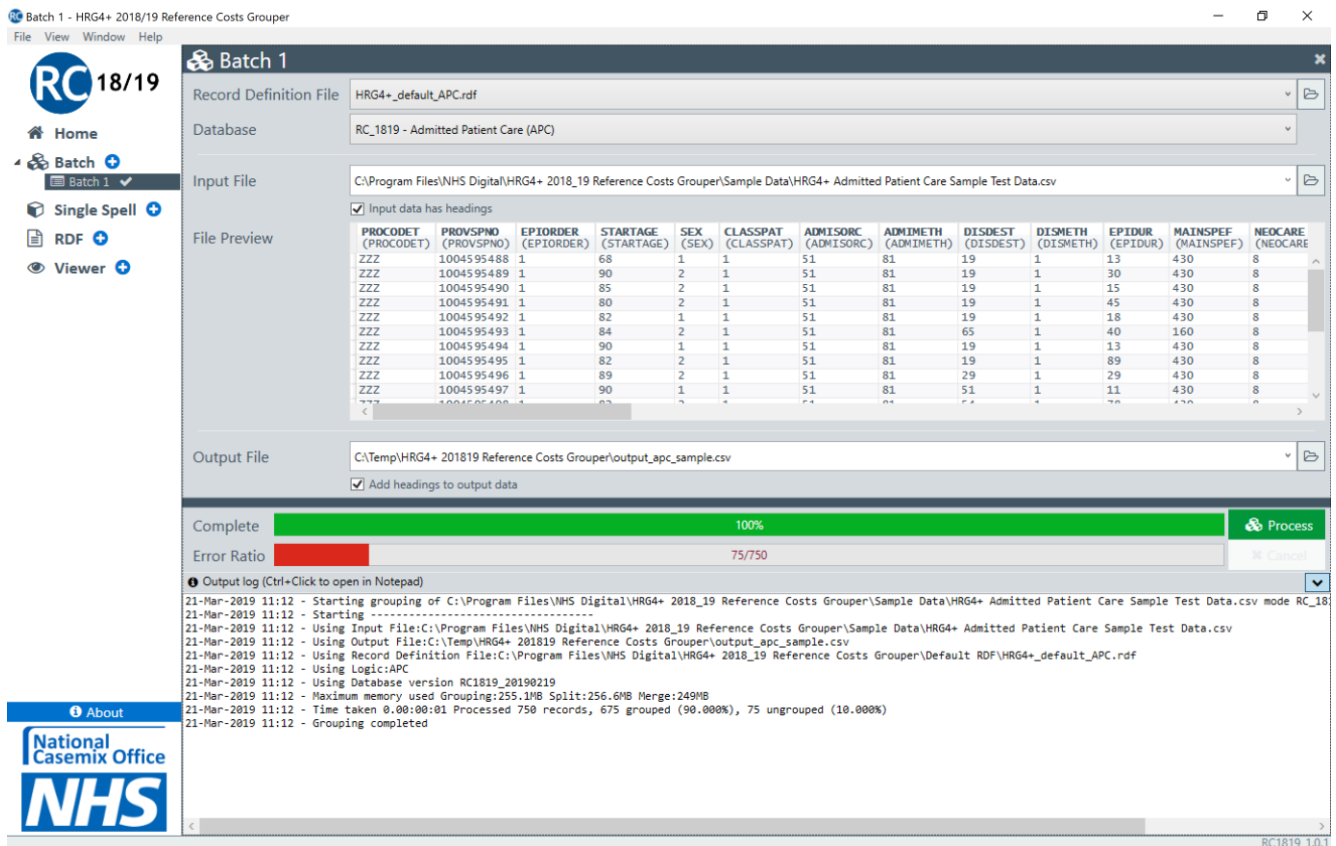 Batch 1 - HRG4+ 2018/19 Reference Costs Grouper
File View Window Help
RC 18/19
Home
Batch
Batch 1
Single Spell
RDF
Viewer
About
National
Casemix Office
NHS
Batch 1
Record Definition File HRG4+_default_APC.rdf
Database RC_1819 - Admitted Patient Care (APC)
Input File C:\Program Files\NHS Digital\HRG4+ 2018_19 Reference Costs Grouper\Sample Data\HRG4+ Admitted Patient Care Sample Test Data.csv
Input data has headings
File Preview
PROCODET PROVSPNO EPIORDER STARTAGE SEX CLASSPAT ADMISORC ADMIMETH DISDEST DISMETH EPIDUR MAINSPEF NEOCARE
(PROCODET) (PROVSPNO) (EPIORDER) (STARTAGE) (SEX) (CLASSPAT) (ADMISORC) (ADMIMETH) (DISDEST) (DISMETH) (EPIDUR) (MAINSPEF) (NEOCARE
ZZZ 1004595488 1 68 1 1 51 81 19 1 13 430 8
ZZZ 1004595489 1 90 2 1 51 81 19 1 30 430 8
ZZZ 1004595490 1 85 2 1 51 81 19 1 15 430 8
ZZZ 1004595491 1 80 2 1 51 81 19 1 45 430 8
ZZZ 1004595492 1 82 1 1 51 81 19 1 18 430 8
ZZZ 1004595493 1 84 2 1 51 81 65 1 40 160 8
ZZZ 1004595494 1 90 1 1 51 81 19 1 13 430 8
ZZZ 1004595495 1 82 2 1 51 81 19 1 89 430 8
ZZZ 1004595496 1 89 2 1 51 81 29 1 29 430 8
ZZZ 1004595497 1 90 1 1 51 81 51 1 11 430 8
Output File C:\Temp\HRG4+ 201819 Reference Costs Grouper\output_apc_sample.csv
Add headings to output data
Complete 100% Process
Error Ratio 75/750 Cancel
Output log (Ctrl+Click to open in Notepad)
21-Mar-2019 11:12 - Starting grouping of C:\Program Files\NHS Digital\HRG4+ 2018_19 Reference Costs Grouper\Sample Data\HRG4+ Admitted Patient Care Sample Test Data.csv mode RC_18
21-Mar-2019 11:12 - Starting -----------------------------------
21-Mar-2019 11:12 - Using Input File:C:\Program Files\NHS Digital\HRG4+ 2018_19 Reference Costs Grouper\Sample Data\HRG4+ Admitted Patient Care Sample Test Data.csv
21-Mar-2019 11:12 - Using Output File:C:\Temp\HRG4+ 201819 Reference Costs Grouper\output_apc_sample.csv
21-Mar-2019 11:12 - Using Record Definition File:C:\Program Files\NHS Digital\HRG4+ 2018_19 Reference Costs Grouper\Default RDF\HRG4+_default_APC.rdf
21-Mar-2019 11:12 - Using Logic:APC
21-Mar-2019 11:12 - Using Database version RC1819_20190219
21-Mar-2019 11:12 - Maximum memory used Grouping:255.1MB Split:256.6MB Merge:249MB
21-Mar-2019 11:12 - Time taken 0.00:00:01 Processed 750 records, 675 grouped (90.000%), 75 ungrouped (10.000%)
21-Mar-2019 11:12 - Grouping completed
RC1819 1.0.1